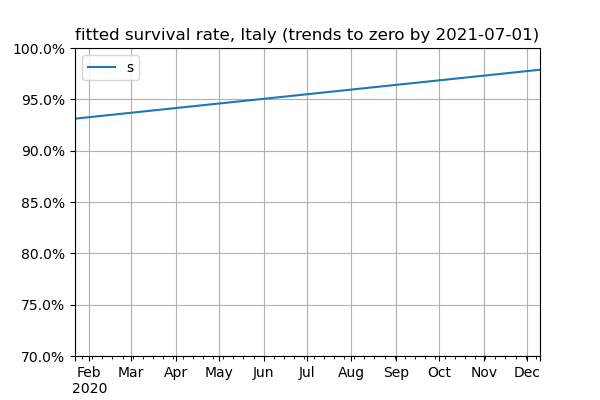 fitted survival rate, Italy (trends to zero by 2021-07-01)
100.0%
s
95.0%
90.0%
85.0%
80.0%
75.0%
70.0%
Feb Mar Apr May Jun Jul Aug Sep Oct Nov Dec
2020